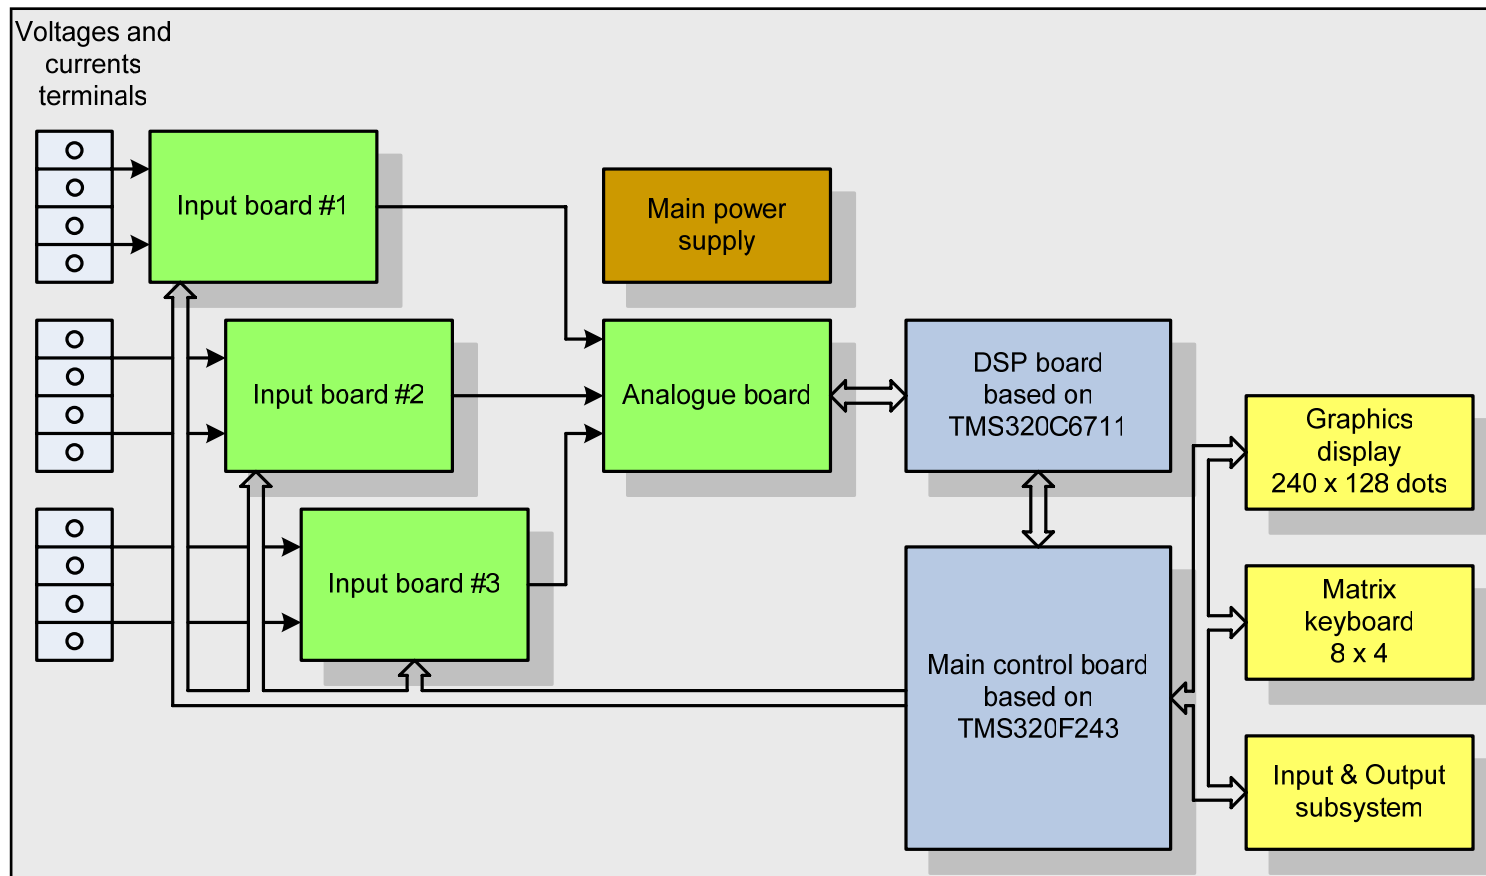 Voltages and
currents
terminals
Input board #1
Main power
supply
Input board #2
Analogue board
DSP board
based on
TMS320C6711
Graphics
display
240 x 128 dots
Input board #3
Matrix
keyboard
8 x 4
Main control board
based on
TMS320F243
Input & Output
subsystem